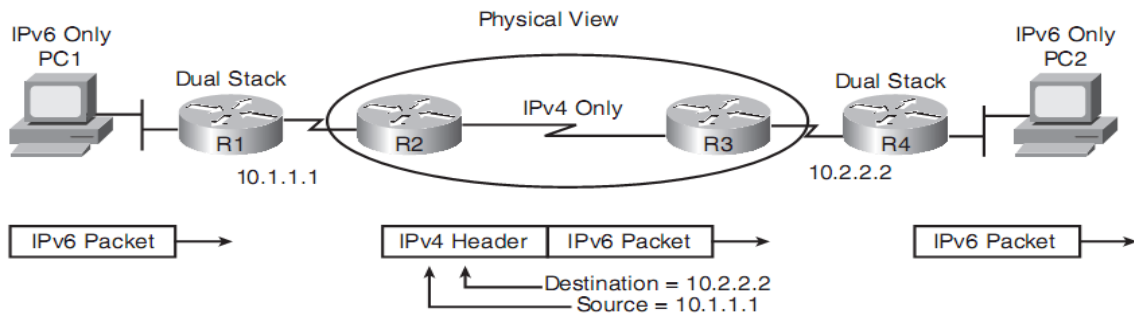 Physical View
IPv6 Only
PC1
IPv6 Only
PC2
Dual Stack
Dual Stack
IPv4 Only
R1
R2
R3
R4
10.1.1.1
10.2.2.2
IPv6 Packet
IPv4 Header
IPv6 Packet
IPv6 Packet
Destination = 10.2.2.2
Source = 10.1.1.1